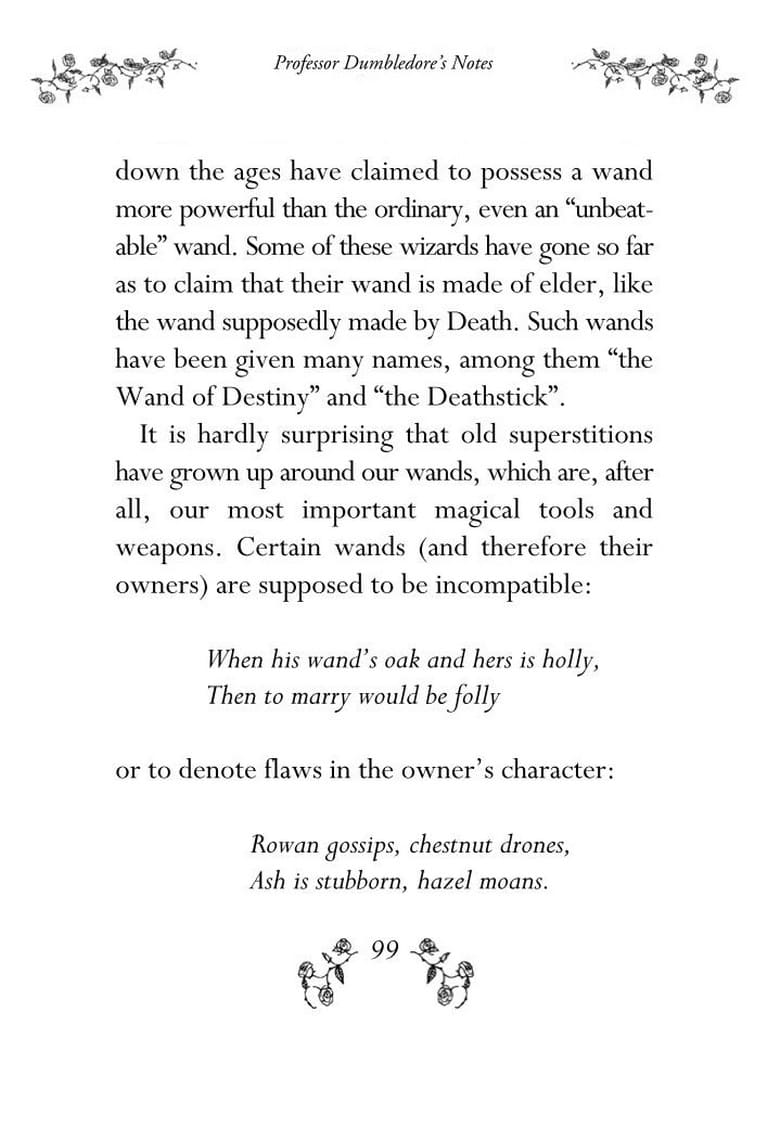 Professor Dumbledore's Notes
down the ages have claimed to possess a wand
more powerful than the ordinary, even an “unbeat-
able” wand. Some of these wizards have gone so far
as to claim that their wand is made of elder, like
the wand supposedly made by Death. Such wands
have been given many names, among them “the
Wand of Destiny” and “the Deathstick”.
It is hardly surprising that old superstitions
have grown up around our wands, which are, after
all, our most important magical tools and
weapons. Certain wands (and therefore their
owners) are supposed to be incompatible:
When his wand’s oak and hers is holly,
Then to marry would be folly
or to denote flaws in the owner’s character:
Rowan gossips, chestnut drones,
Ash is stubborn, hazel moans.
99